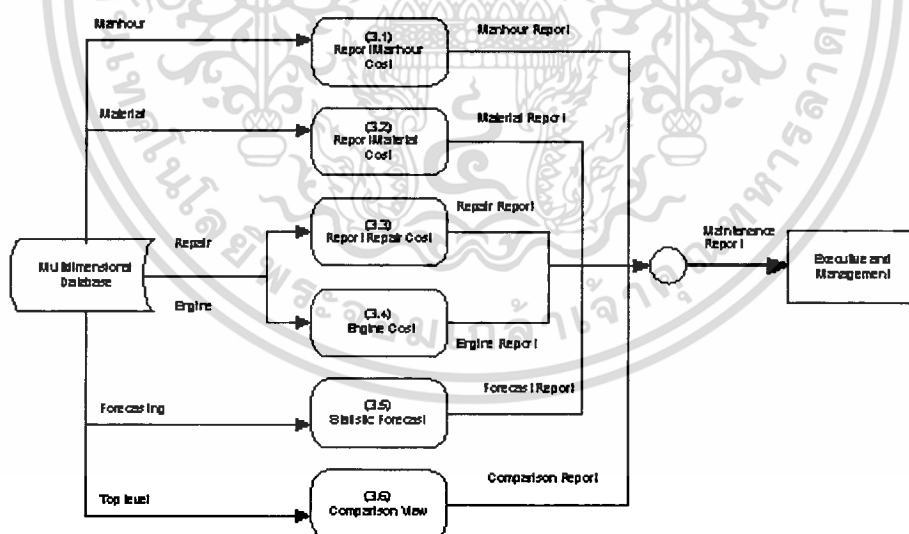 Manhour
(3.1)
Report Manhour
Cost
Manhour Report
Material
(3.2)
Report Material
Cost
Material Report
Repair
(3.3)
Report Repair Cost
Repair Report
Multidimensional
Database
Engine
(3.4)
Engine Cost
Engine Report
Maintenance
Report
Executive and
Management
Forecasting
(3.5)
Statistic Forecast
Forecast Report
Top level
(3.6)
Comparison View
Comparison Report